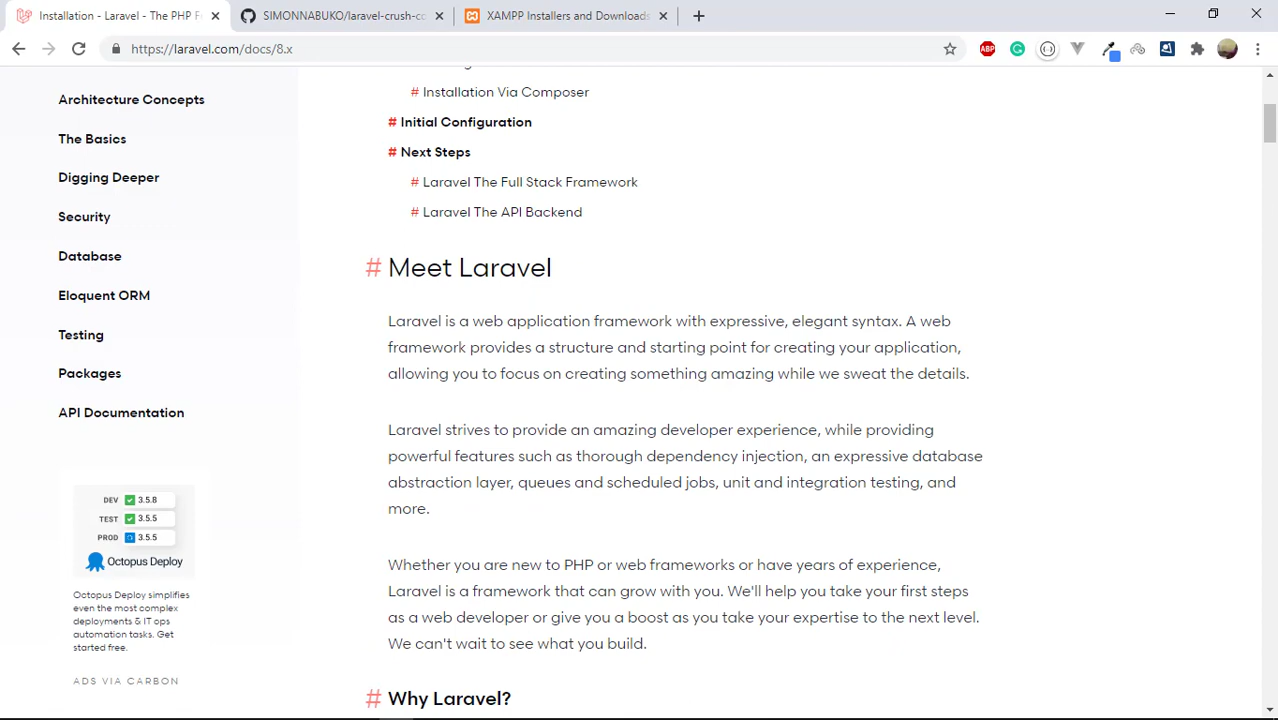 Installation - Laravel - The PHP F
SIMONNABUKO/laravel-crush-co
XAMPP Installers and Downloads
https://laravel.com/docs/8.x
ABP
Architecture Concepts
The Basics
Digging Deeper
Security
Database
Eloquent ORM
Testing
Packages
API Documentation
DEV 3.5.8
TEST 3.5.5
PROD 3.5.5
Octopus Deploy
Octopus Deploy simplifies
even the most complex
deployments & IT ops
automation tasks. Get
started free.
ADS VIA CARBON
# Installation Via Composer
# Initial Configuration
# Next Steps
# Laravel The Full Stack Framework
# Laravel The API Backend
# Meet Laravel
Laravel is a web application framework with expressive, elegant syntax. A web
framework provides a structure and starting point for creating your application,
allowing you to focus on creating something amazing while we sweat the details.
Laravel strives to provide an amazing developer experience, while providing
powerful features such as thorough dependency injection, an expressive database
abstraction layer, queues and scheduled jobs, unit and integration testing, and
more.
Whether you are new to PHP or web frameworks or have years of experience,
Laravel is a framework that can grow with you. We'll help you take your first steps
as a web developer or give you a boost as you take your expertise to the next level.
We can't wait to see what you build.
# Why Laravel?